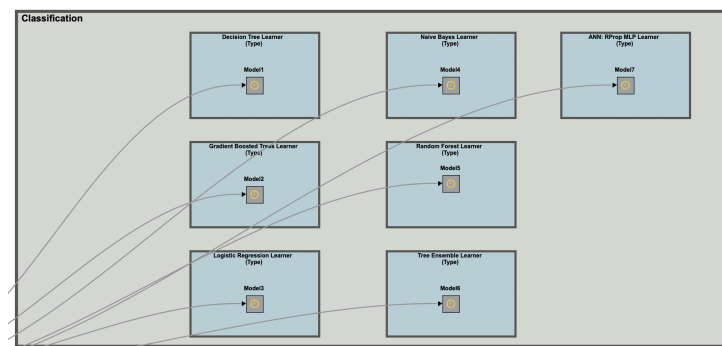 Classification
Decision Tree Learner
(Type)
Model1
Naive Bayes Learner
(Type)
Model4
ANN: RProp MLP Learner
(Type)
Model7
Gradient Boosted Trees Learner
(Type)
Model2
Random Forest Learner
(Type)
Model5
Logistic Regression Learner
(Type)
Model3
Tree Ensemble Learner
(Type)
Model6